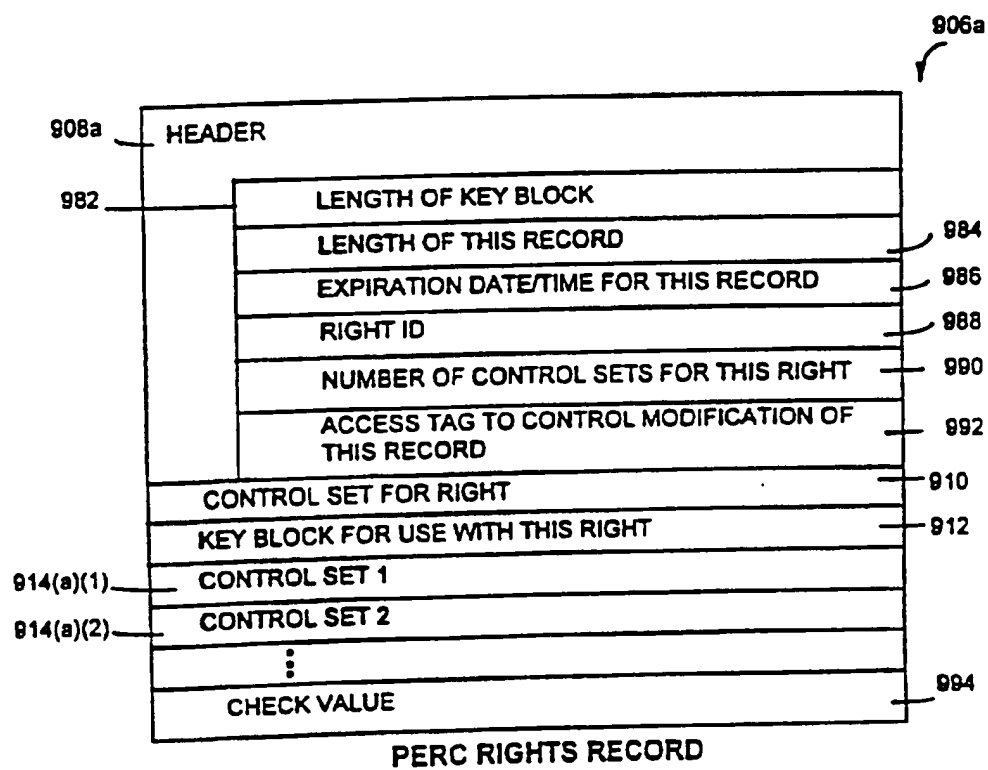 906a
908a
HEADER
982
LENGTH OF KEY BLOCK
LENGTH OF THIS RECORD
984
EXPIRATION DATE/TIME FOR THIS RECORD
986
RIGHT ID
988
NUMBER OF CONTROL SETS FOR THIS RIGHT
990
ACCESS TAG TO CONTROL MODIFICATION OF
THIS RECORD
992
CONTROL SET FOR RIGHT
910
KEY BLOCK FOR USE WITH THIS RIGHT
912
914(a)(1)
CONTROL SET 1
914(a)(2)
CONTROL SET 2
CHECK VALUE
994
PERC RIGHTS RECORD